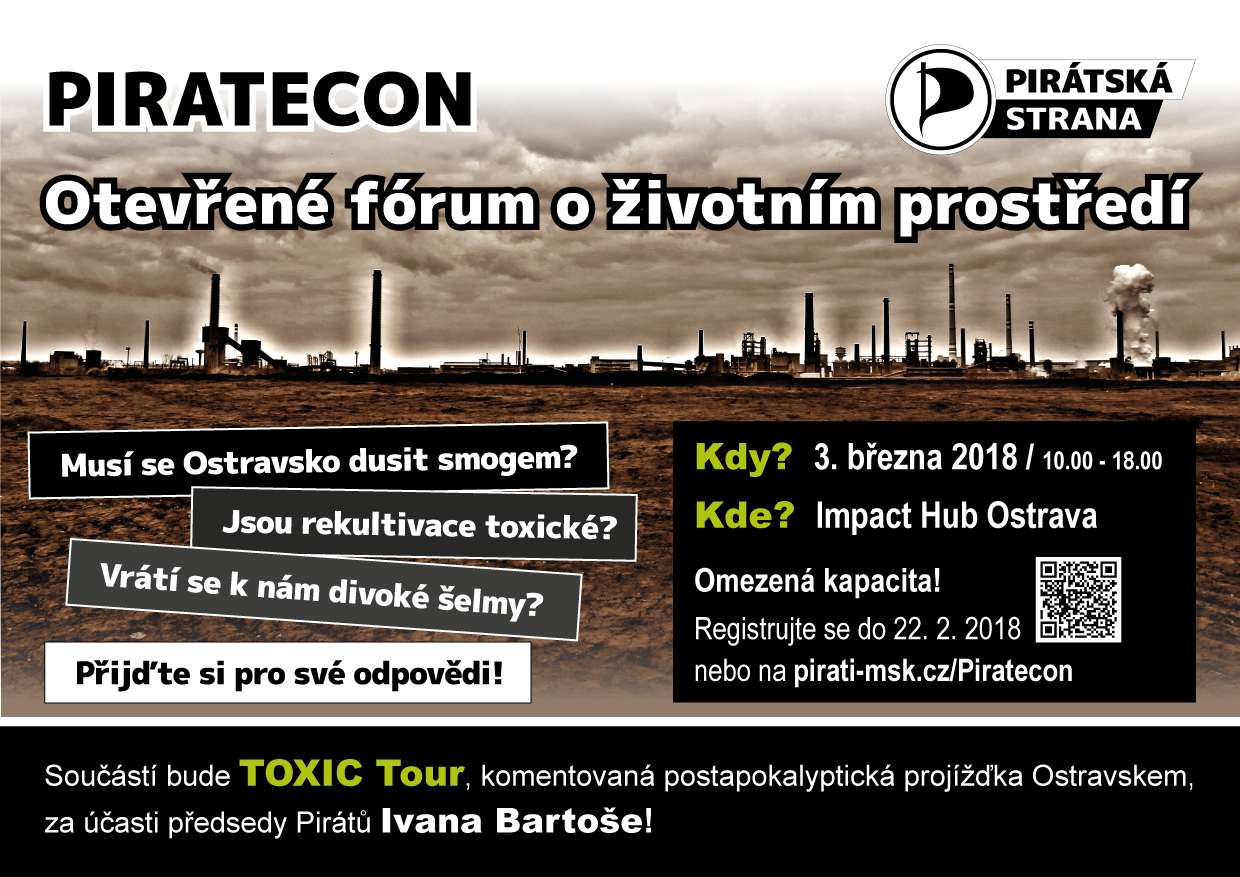 PIRATECON
PIRÁTSKÁ
STRANA
Otevřené fórum o životním prostředí
Musí se Ostravsko dusit smogem?
Jsou rekultivace toxické?
Vrátí se k nám divoké šelmy?
Přijďte si pro své odpovědi!
Kdy? 3. března 2018 / 10.00 - 18.00
Kde? Impact Hub Ostrava
Omezená kapacita!
Registrujte se do 22. 2. 2018
nebo na pirati-msk.cz/Piratecon
Součástí bude TOXIC Tour, komentovaná postapokalyptická projížďka Ostravskem,
za účasti předsedy Pirátů Ivana Bartoše!